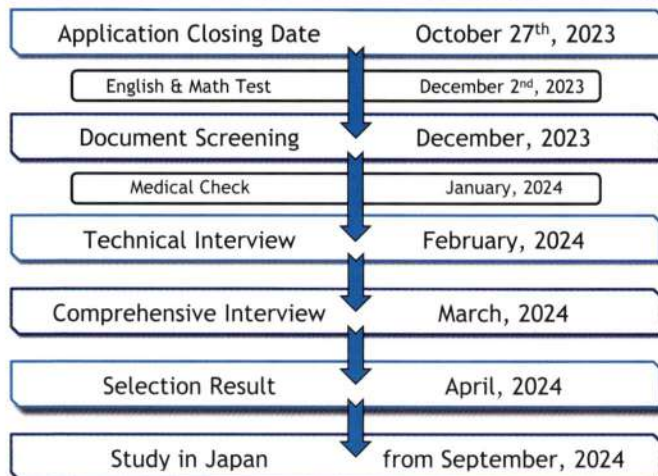 Application Closing Date October 27th, 2023
English & Math Test December 2nd, 2023
Document Screening December, 2023
Medical Check January, 2024
Technical Interview February, 2024
Comprehensive Interview March, 2024
Selection Result April, 2024
Study in Japan from September, 2024